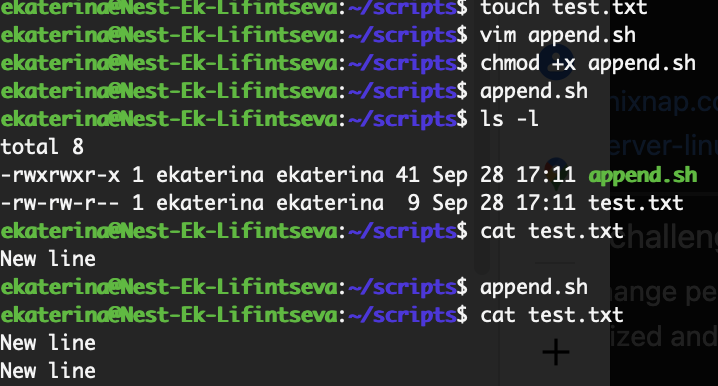 ekaterina@Nest-Ek-Lifintseva:~/scripts$ touch test.txt
ekaterina@Nest-Ek-Lifintseva:~/scripts$ vim append.sh
ekaterina@Nest-Ek-Lifintseva:~/scripts$ chmod +x append.sh
ekaterina@Nest-Ek-Lifintseva:~/scripts$ append.sh
ekaterina@Nest-Ek-Lifintseva:~/scripts$ ls -l
total 8
-rwxrwxr-x 1 ekaterina ekaterina 41 Sep 28 17:11 append.sh
-rw-rw-r-- 1 ekaterina ekaterina  9 Sep 28 17:11 test.txt
ekaterina@Nest-Ek-Lifintseva:~/scripts$ cat test.txt
New line
ekaterina@Nest-Ek-Lifintseva:~/scripts$ append.sh
ekaterina@Nest-Ek-Lifintseva:~/scripts$ cat test.txt
New line
New line
nixnap.co
erver-linu
challeng
ange pe
ized and